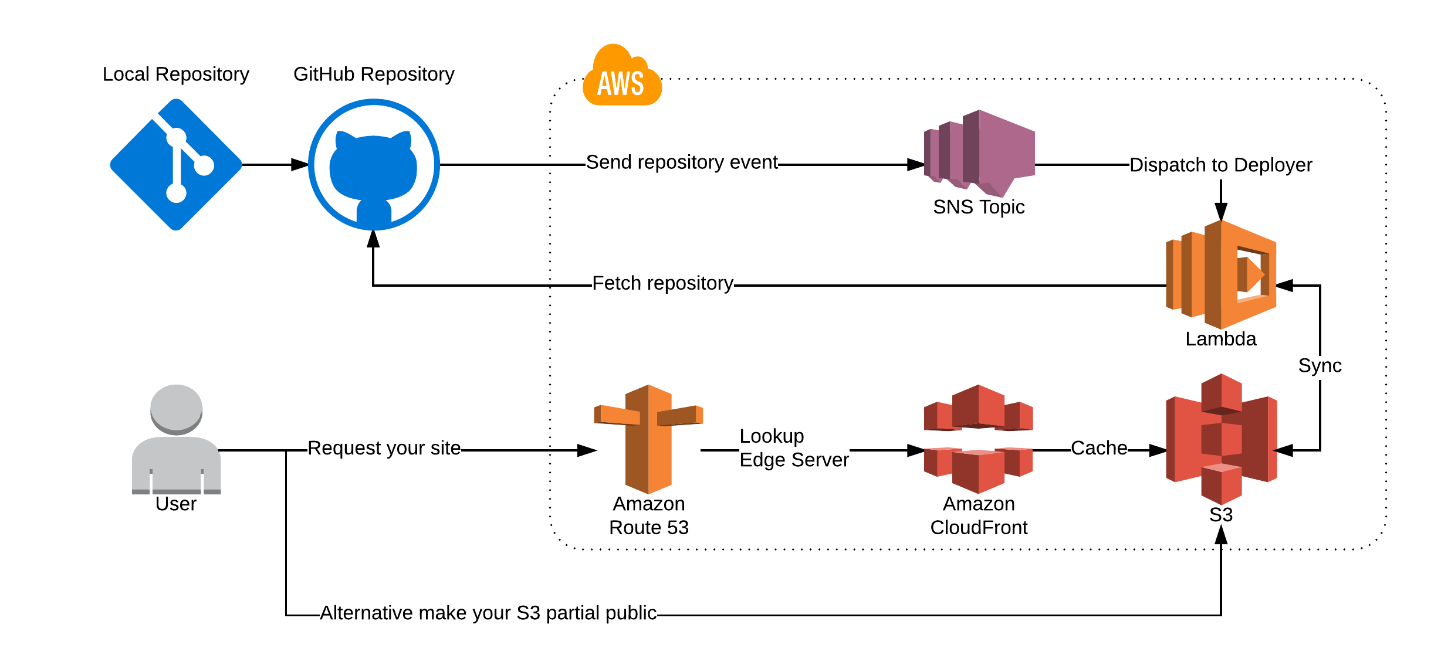 Local Repository
GitHub Repository
AWS
Send repository event
Dispatch to Deployer
SNS Topic
Fetch repository
Lambda
Sync
Request your site
Lookup
Edge Server
Cache
User
Amazon
Route 53
Amazon
CloudFront
S3
Alternative make your S3 partial public